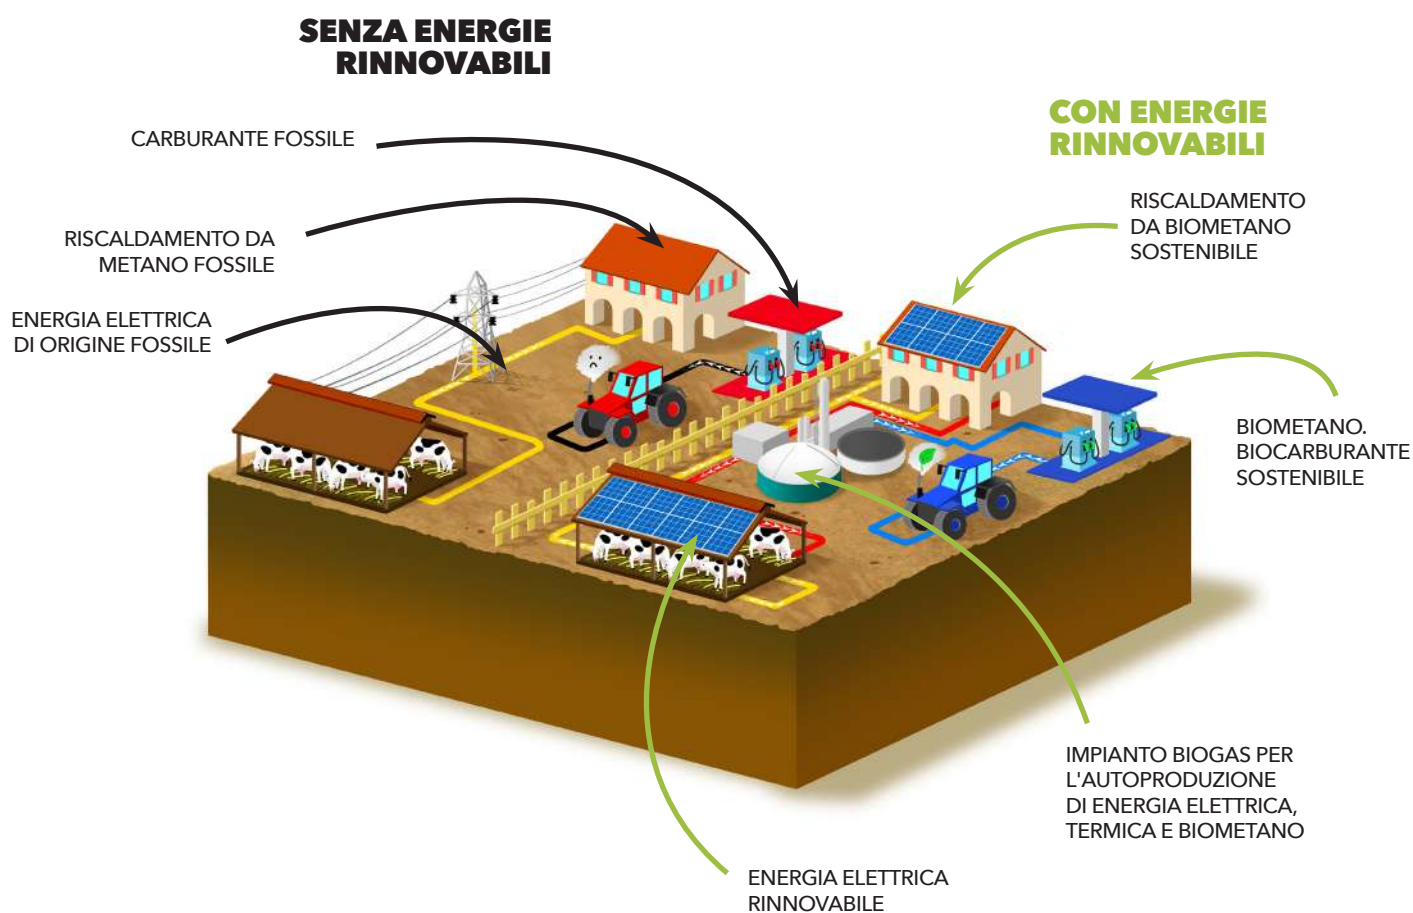 SENZA ENERGIE
RINNOVABILI
CARBURANTE FOSSILE
RISCALDAMENTO DA
METANO FOSSILE
ENERGIA ELETTRICA
DI ORIGINE FOSSILE
CON ENERGIE
RINNOVABILI
RISCALDAMENTO
DA BIOMETANO
SOSTENIBILE
BIOMETANO.
BIOCARBURANTE
SOSTENIBILE
IMPIANTO BIOGAS PER
L'AUTOPRODUZIONE
DI ENERGIA ELETTRICA,
TERMICA E BIOMETANO
ENERGIA ELETTRICA
RINNOVABILE